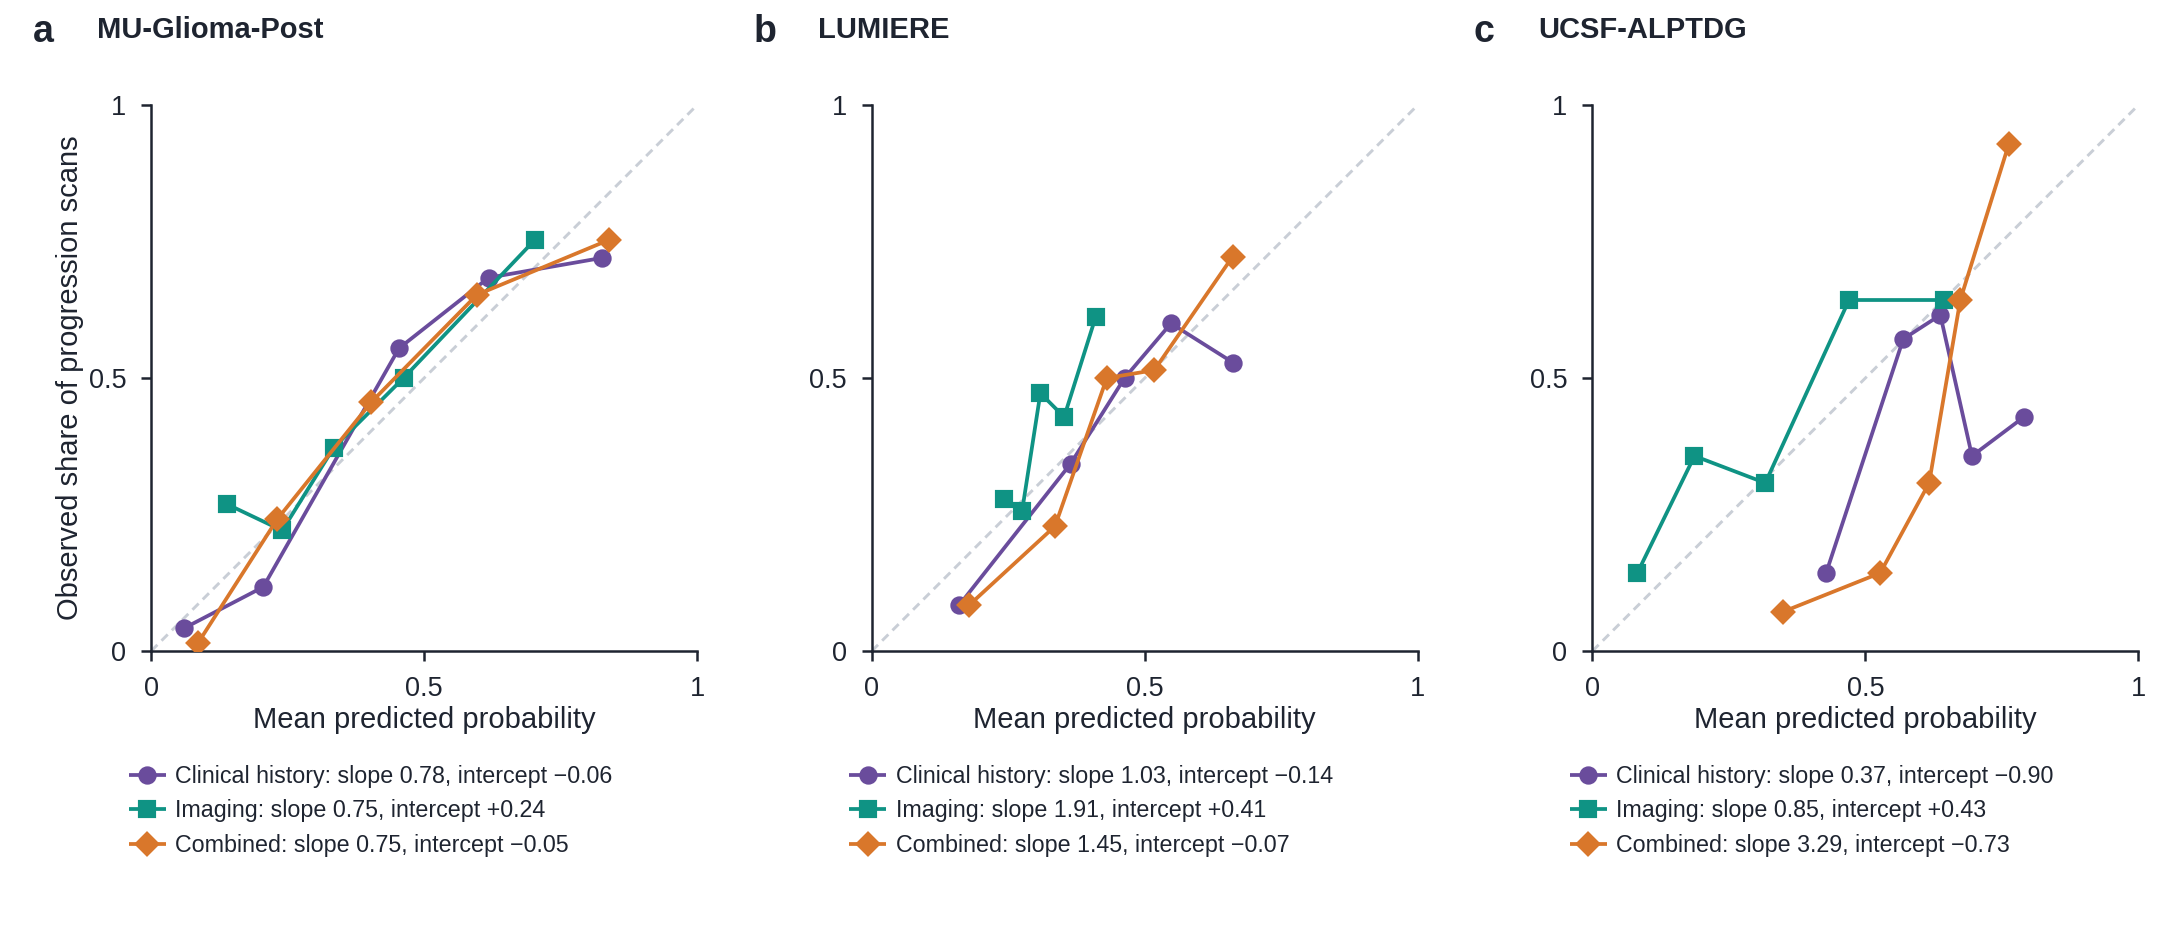 a MU-Glioma-Post
Observed share of progression scans
1
0.5
0
0 0.5 1
Mean predicted probability
Clinical history: slope 0.78, intercept −0.06
Imaging: slope 0.75, intercept +0.24
Combined: slope 0.75, intercept −0.05
b LUMIERE
1
0.5
0
0 0.5 1
Mean predicted probability
Clinical history: slope 1.03, intercept −0.14
Imaging: slope 1.91, intercept +0.41
Combined: slope 1.45, intercept −0.07
c UCSF-ALPTDG
1
0.5
0
0 0.5 1
Mean predicted probability
Clinical history: slope 0.37, intercept −0.90
Imaging: slope 0.85, intercept +0.43
Combined: slope 3.29, intercept −0.73